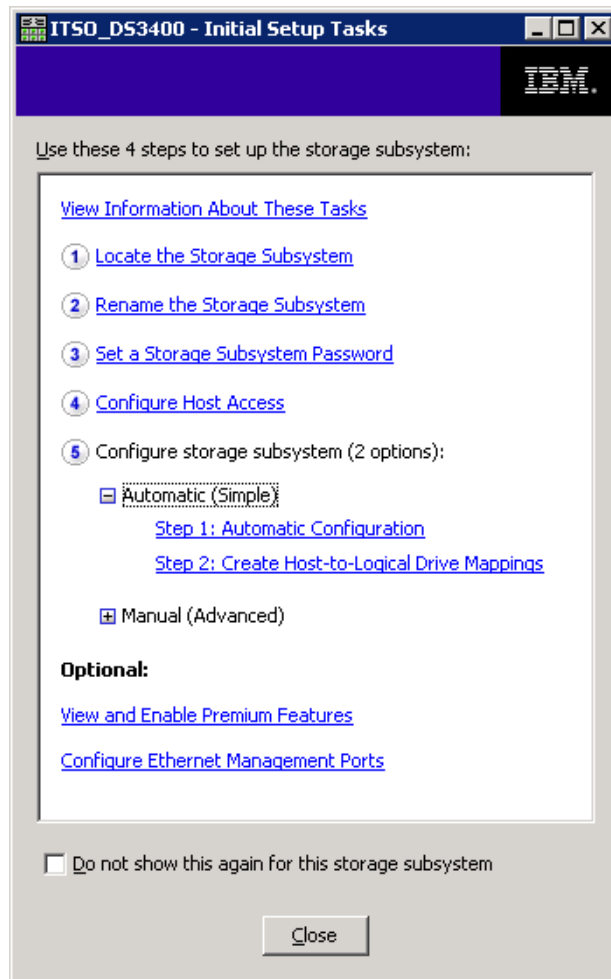 ITSO_DS3400 - Initial Setup Tasks
IBM.
Use these 4 steps to set up the storage subsystem:
View Information About These Tasks
1 Locate the Storage Subsystem
2 Rename the Storage Subsystem
3 Set a Storage Subsystem Password
4 Configure Host Access
5 Configure storage subsystem (2 options):
Automatic (Simple)
Step 1: Automatic Configuration
Step 2: Create Host-to-Logical Drive Mappings
Manual (Advanced)
Optional:
View and Enable Premium Features
Configure Ethernet Management Ports
Do not show this again for this storage subsystem
Close